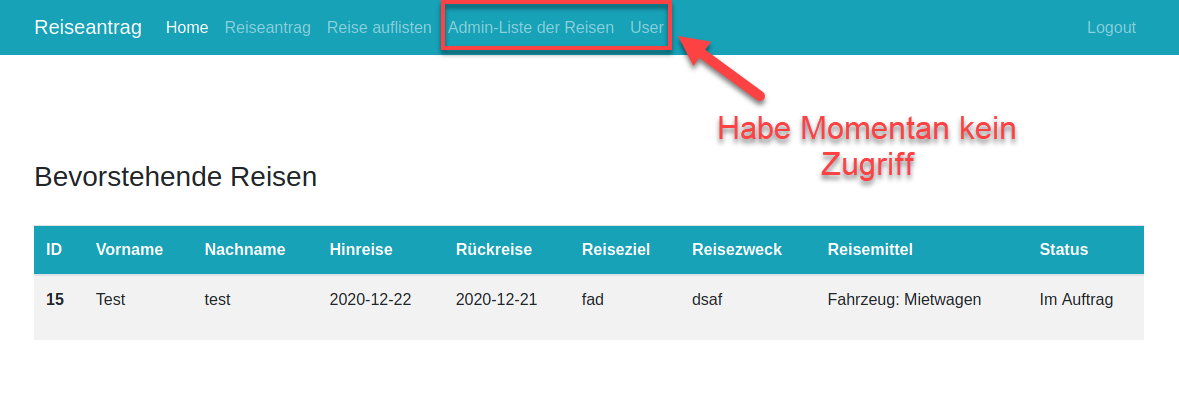 Reiseantrag Home Reiseantrag Reise auflisten Admin-Liste der Reisen User Logout
Habe Momentan kein
Zugriff
Bevorstehende Reisen
ID Vorname Nachname Hinreise Rückreise Reiseziel Reisezweck Reisemittel Status
15 Test test 2020-12-22 2020-12-21 fad dsaf Fahrzeug: Mietwagen Im Auftrag